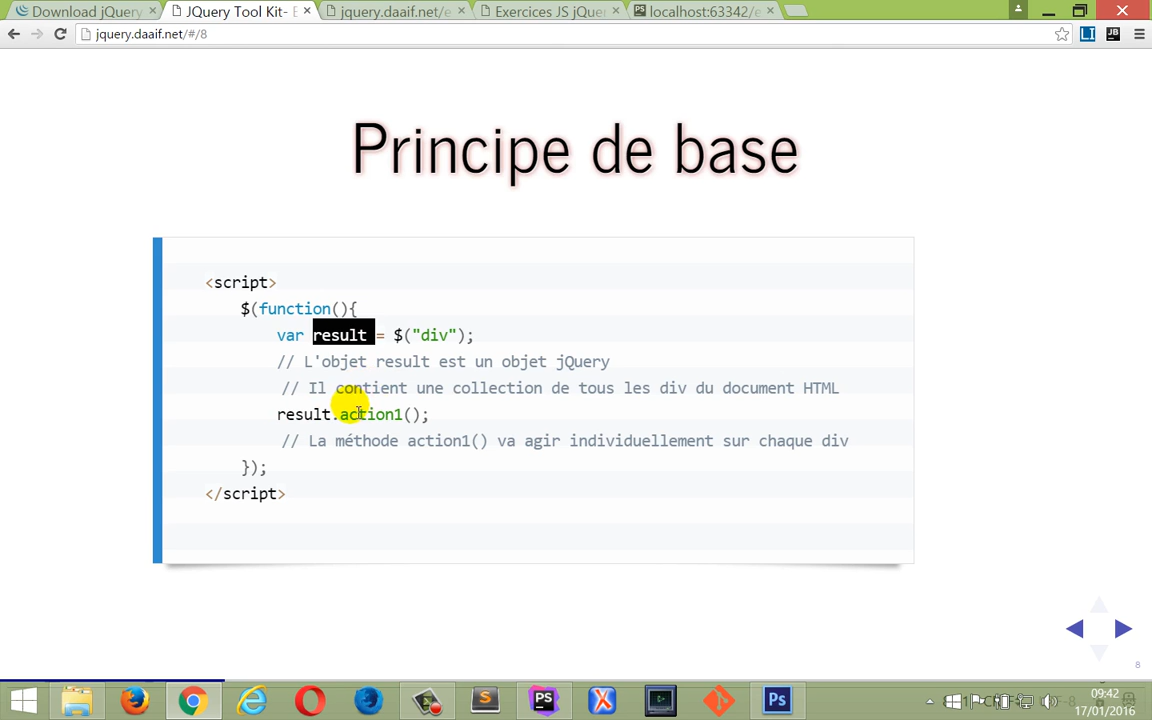 Download jQuery
JQuery Tool Kit- E
jquery.daaif.net/e
Exercices JS jQue
localhost:63342/e
jquery.daaif.net/#/8
Principe de base
<script>
$(function(){
var result = $("div");
// L'objet result est un objet jQuery
// Il contient une collection de tous les div du document HTML
result.action1();
// La méthode action1() va agir individuellement sur chaque div
});
</script>
8
09:42
17/01/2016